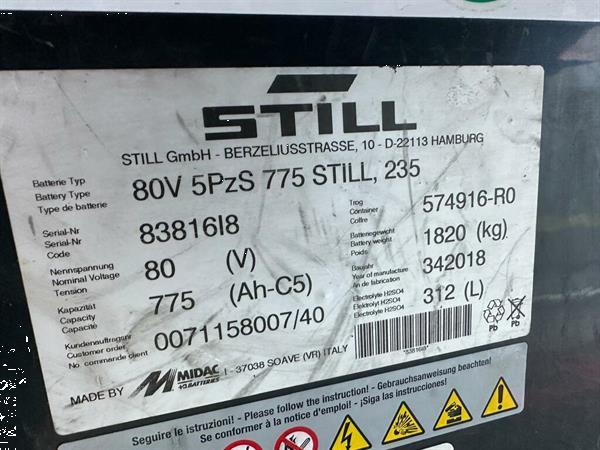 STILL
STILL GmbH - BERZELIUSSTRASSE, 10 - D-22113 HAMBURG
Batterie Typ
Battery Type
Type de batterie
80V 5PzS 775 STILL, 235
Serial-Nr
Serial-Nr
Code
83816I8
Trog
Container
Coffre
574916-R0
Nennspannung
Nominal Voltage
Tension
80 (V)
Batteriegewicht
Battery weight
Poids
1820 (kg)
Kapazität
Capacity
Capacité
775 (Ah-C5)
Baujahr
Year of manufacture
An de fabrication
342018
Kundenauftragsnr
Customer order
No commande client
0071158007/40
Electrolyte H2SO4
Elektrolyt H2SO4
Electrolyte H2SO4
312 (L)
Pb Pb
MADE BY MIDAC BATTERIES I - 37038 SOAVE (VR) ITALY
83816I8
Seguire le istruzioni! - Please follow the instruction! - Gebrauchsanweisung beachten!
Se conformer à la notice d'emploi! - ¡Siga las instrucciones!